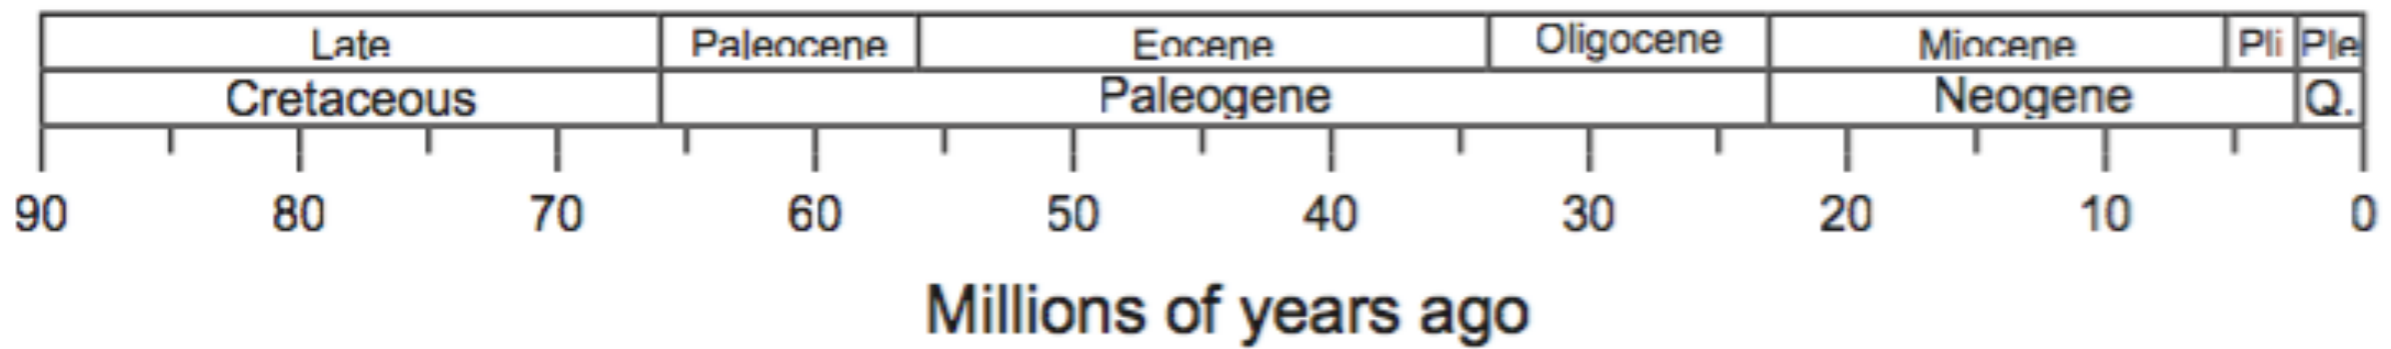 Late Paleocene Eocene Oligocene Miocene Pli Ple
Cretaceous Paleogene Neogene Q.
90 80 70 60 50 40 30 20 10 0
Millions of years ago